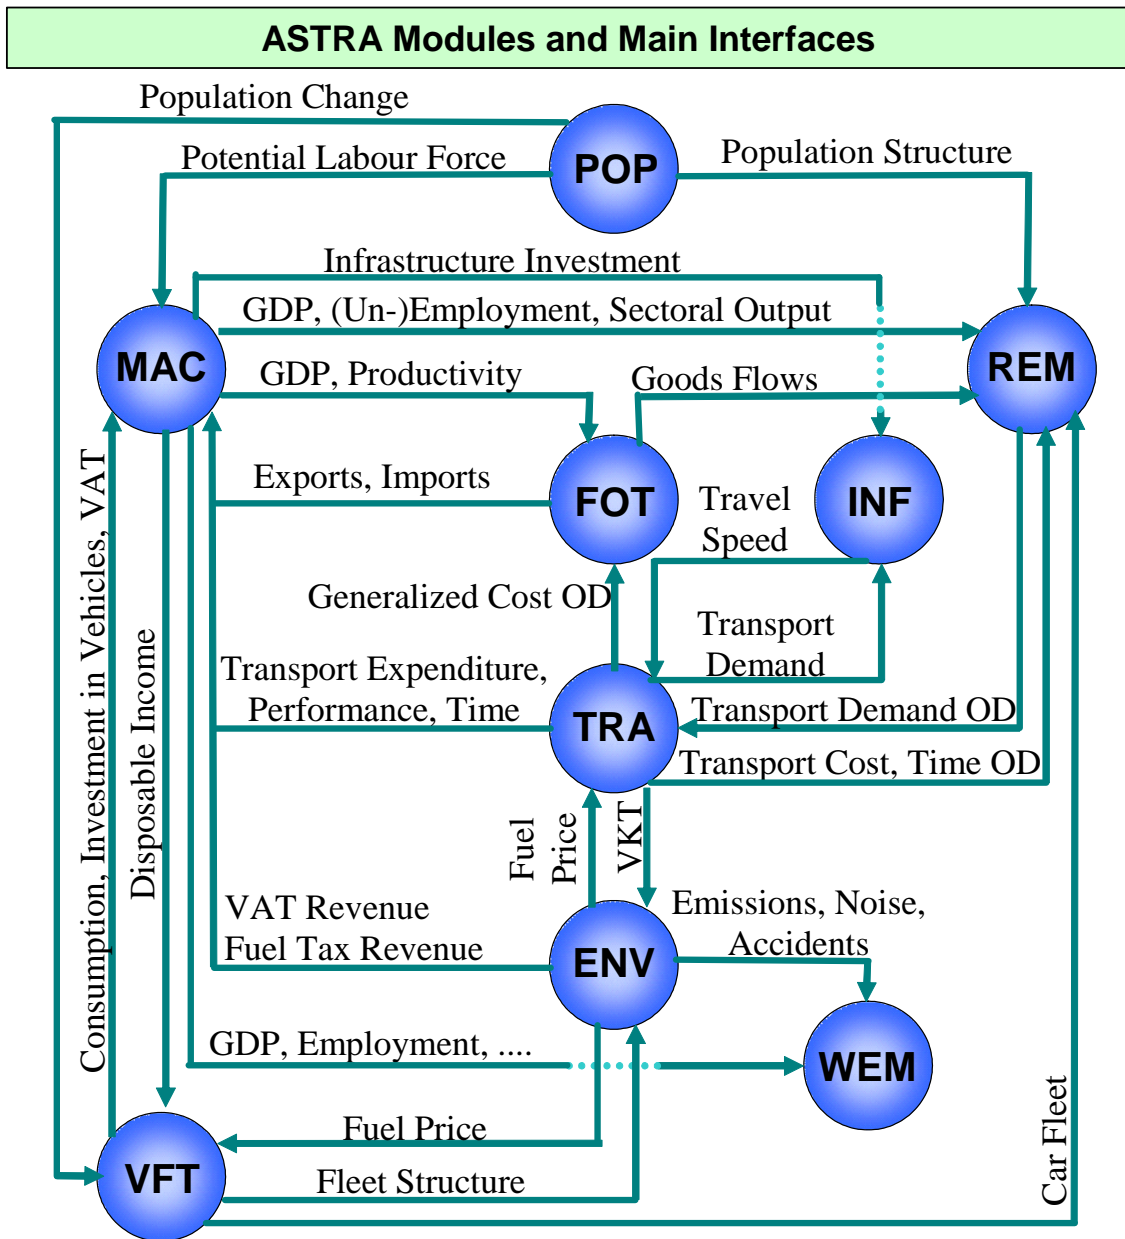 ASTRA Modules and Main Interfaces
Population Change
Potential Labour Force
POP
Population Structure
Infrastructure Investment
GDP, (Un-)Employment, Sectoral Output
MAC
REM
GDP, Productivity
Goods Flows
Exports, Imports
FOT
Travel
Speed
INF
Generalized Cost OD
Transport
Demand
Consumption, Investment in Vehicles, VAT
Disposable Income
Transport Expenditure,
Performance, Time
TRA
Transport Demand OD
Transport Cost, Time OD
Fuel
Price
VKT
VAT Revenue
Fuel Tax Revenue
ENV
Emissions, Noise,
Accidents
GDP, Employment, ....
WEM
Fuel Price
VFT
Fleet Structure
Car Fleet